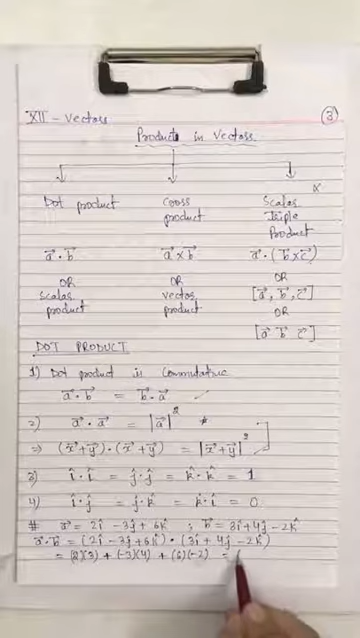 XII - Vectors ③
Products in Vectors
Dot product Cross product Scalar Triple Product x
a⃗ · b⃗ a⃗ × b⃗ a⃗ · (b⃗ × c⃗)
OR OR OR
Scalar product Vector product [a⃗, b⃗, c⃗]
OR
[a⃗ b⃗ c⃗]
DOT PRODUCT
1) Dot product is Commutative
a⃗ · b⃗ = b⃗ · a⃗ ✓
2) a⃗ · a⃗ = |a⃗|² *
⇒ (x⃗+y⃗) · (x⃗+y⃗) = |x⃗+y⃗|²
3) î · î = ĵ · ĵ = k̂ · k̂ = 1
4) î · ĵ = ĵ · k̂ = k̂ · î = 0
# a⃗ = 2î - 3ĵ + 6k̂ ; b⃗ = 3î + 4ĵ - 2k̂
a⃗ · b⃗ = (2î - 3ĵ + 6k̂) · (3î + 4ĵ - 2k̂)
= (2)(3) + (-3)(4) + (6)(-2) =